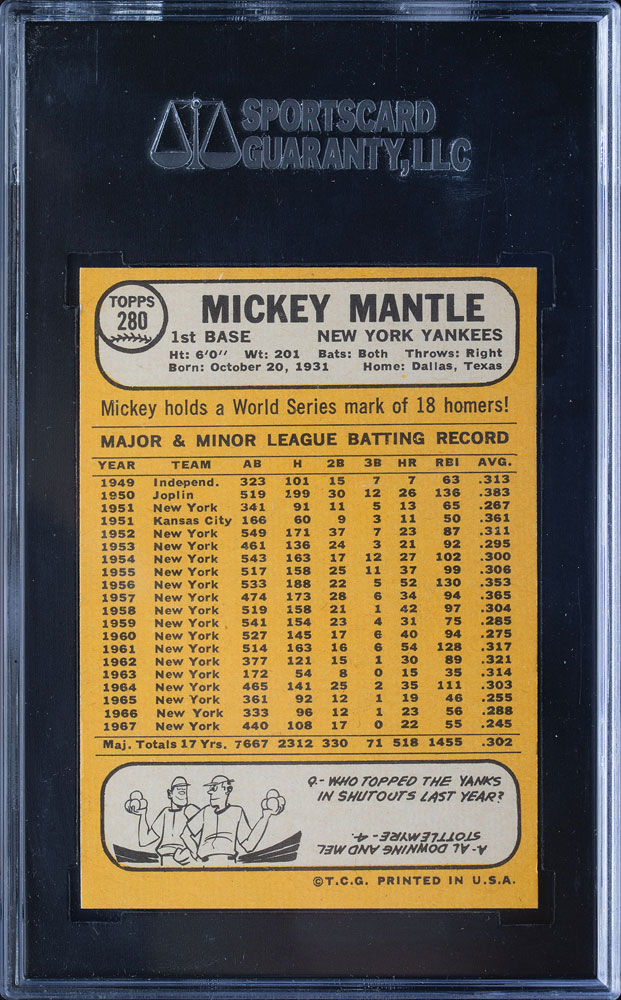 SPORTSCARD
GUARANTY, LLC
TOPPS
280
MICKEY MANTLE
1st BASE NEW YORK YANKEES
Ht: 6'0" Wt: 201 Bats: Both Throws: Right
Born: October 20, 1931 Home: Dallas, Texas
Mickey holds a World Series mark of 18 homers!
MAJOR & MINOR LEAGUE BATTING RECORD
YEAR TEAM AB H 2B 3B HR RBI AVG.
1949 Independ. 323 101 15 7 7 63 .313
1950 Joplin 519 199 30 12 26 136 .383
1951 New York 341 91 11 5 13 65 .267
1951 Kansas City 166 60 9 3 11 50 .361
1952 New York 549 171 37 7 23 87 .311
1953 New York 461 136 24 3 21 92 .295
1954 New York 543 163 17 12 27 102 .300
1955 New York 517 158 25 11 37 99 .306
1956 New York 533 188 22 5 52 130 .353
1957 New York 474 173 28 6 34 94 .365
1958 New York 519 158 21 1 42 97 .304
1959 New York 541 154 23 4 31 75 .285
1960 New York 527 145 17 6 40 94 .275
1961 New York 514 163 16 6 54 128 .317
1962 New York 377 121 15 1 30 89 .321
1963 New York 172 54 8 0 15 35 .314
1964 New York 465 141 25 2 35 111 .303
1965 New York 361 92 12 1 19 46 .255
1966 New York 333 96 12 1 23 56 .288
1967 New York 440 108 17 0 22 55 .245
Maj. Totals 17 Yrs. 7667 2312 330 71 518 1455 .302
Q.- WHO TOPPED THE YANKS
IN SHUTOUTS LAST YEAR?
A.- AL DOWNING AND MEL
STOTTLEMYRE - 4.
©T.C.G. PRINTED IN U.S.A.